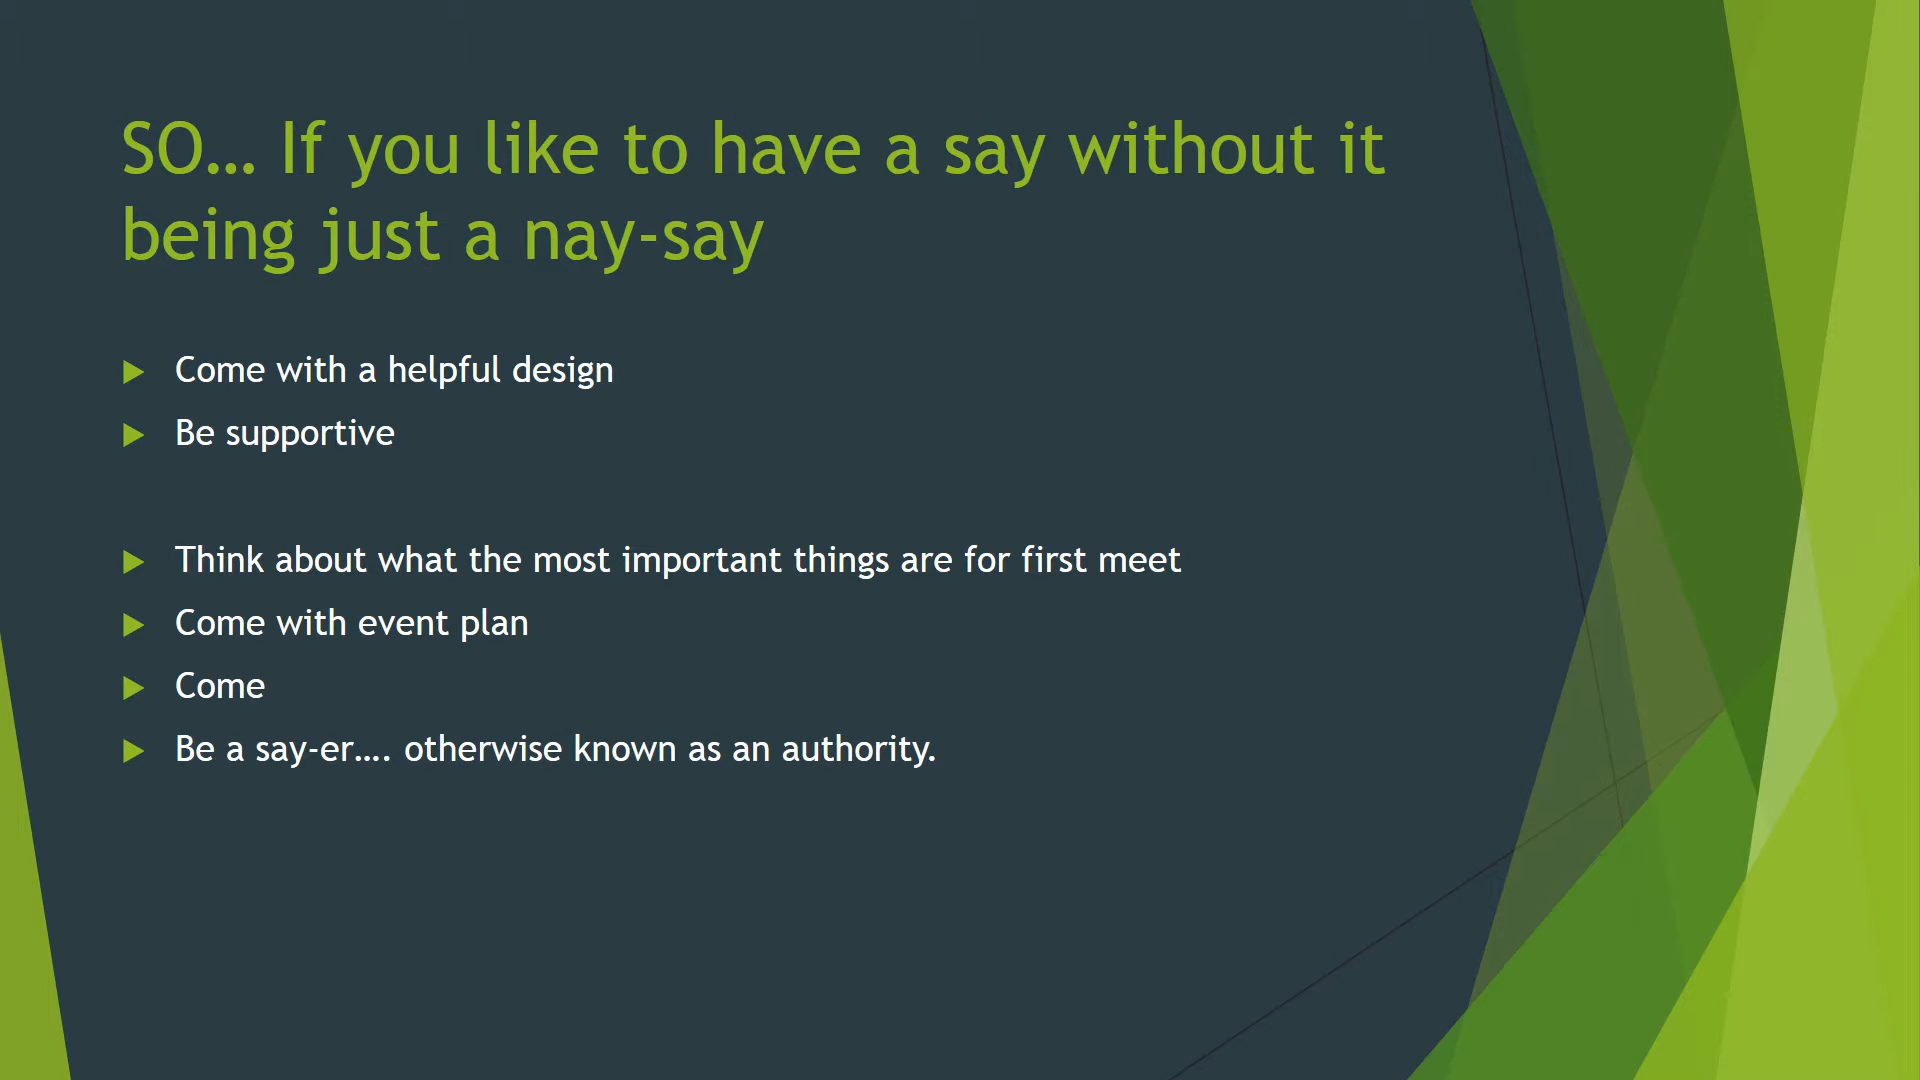 SO... If you like to have a say without it
being just a nay-say
Come with a helpful design
Be supportive
Think about what the most important things are for first meet
Come with event plan
Come
Be a say-er.... otherwise known as an authority.